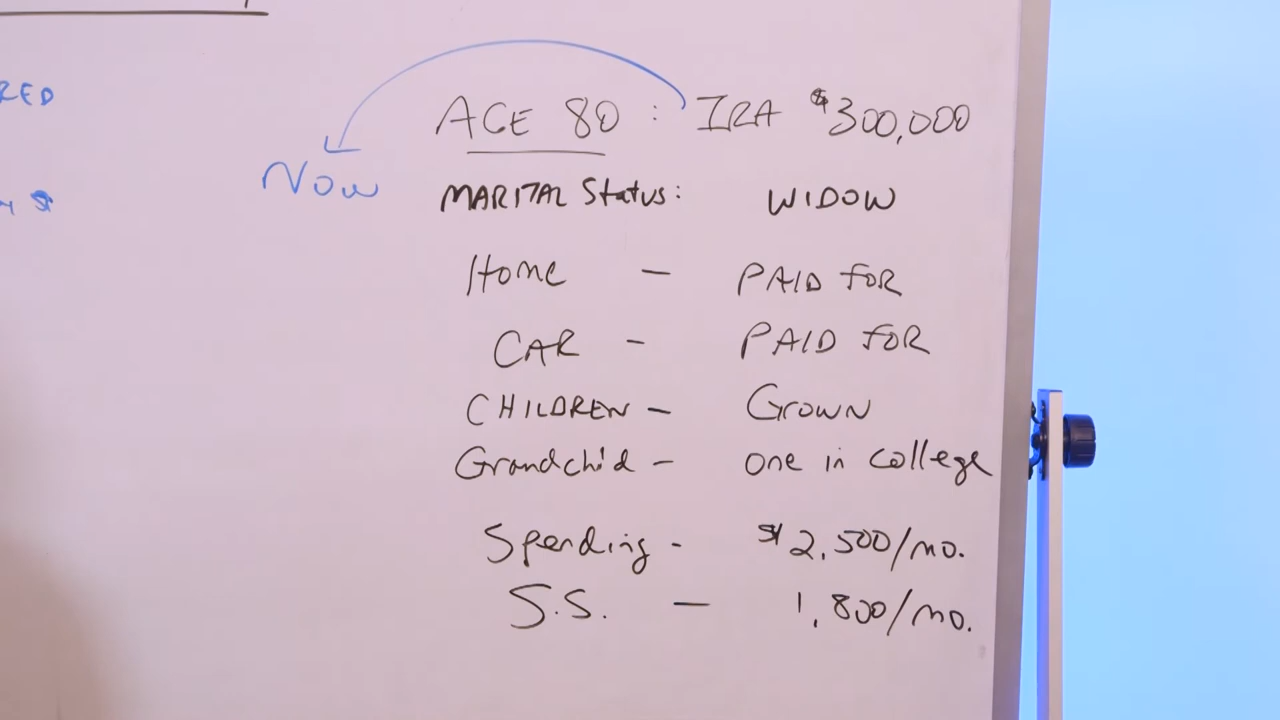 RED
AGE 80 : IRA $300,000
Now
MARITAL Status: WIDOW
Home — PAID FOR
CAR - PAID FOR
CHILDREN — Grown
Grandchid — one in college
Spending - $2,500/mo.
S.S. — 1,800/mo.